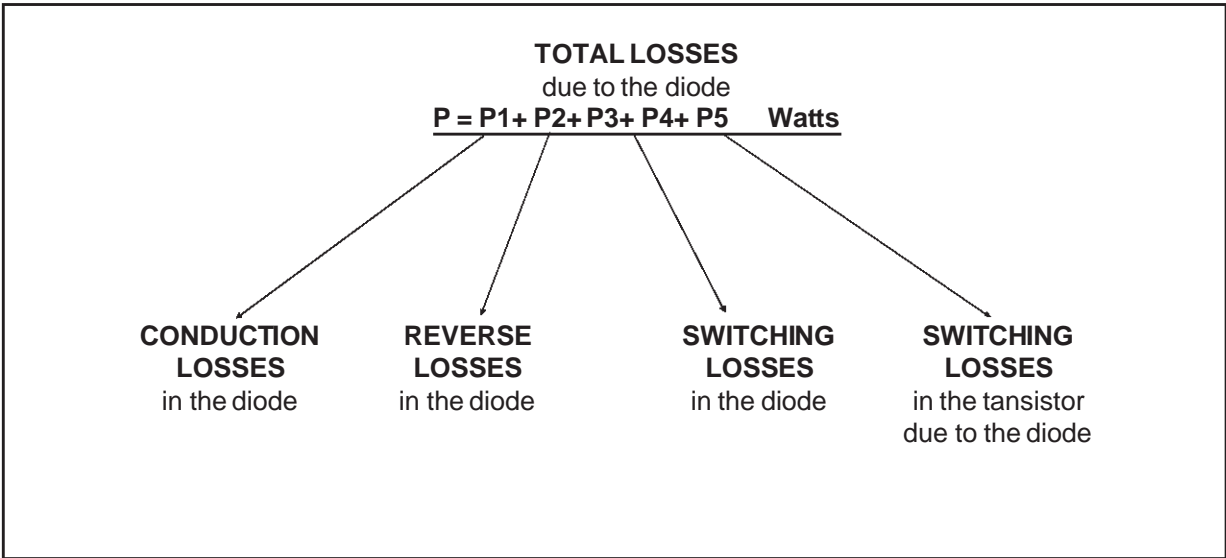 TOTAL LOSSES
due to the diode
P = P1+ P2+ P3+ P4+ P5 Watts
CONDUCTION LOSSES in the diode
REVERSE LOSSES in the diode
SWITCHING LOSSES in the diode
SWITCHING LOSSES in the tansistor due to the diode